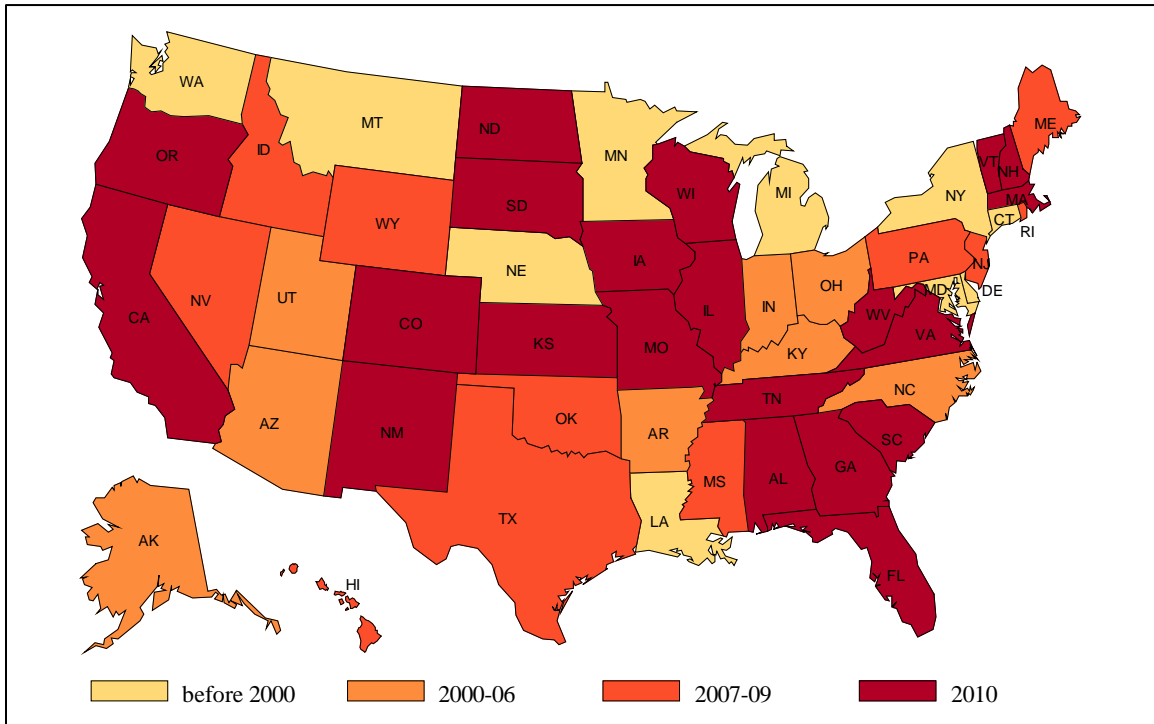 WA
MT
ND
MN
ME
OR
ID
VT
NH
WI
MI
NY
MA
SD
WY
CT
RI
IA
PA
NE
NJ
OH
MD
DE
UT
IN
NV
IL
CA
CO
WV
VA
KS
MO
KY
NC
TN
OK
AZ
NM
AR
SC
GA
MS
AL
TX
LA
AK
FL
HI
before 2000
2000-06
2007-09
2010